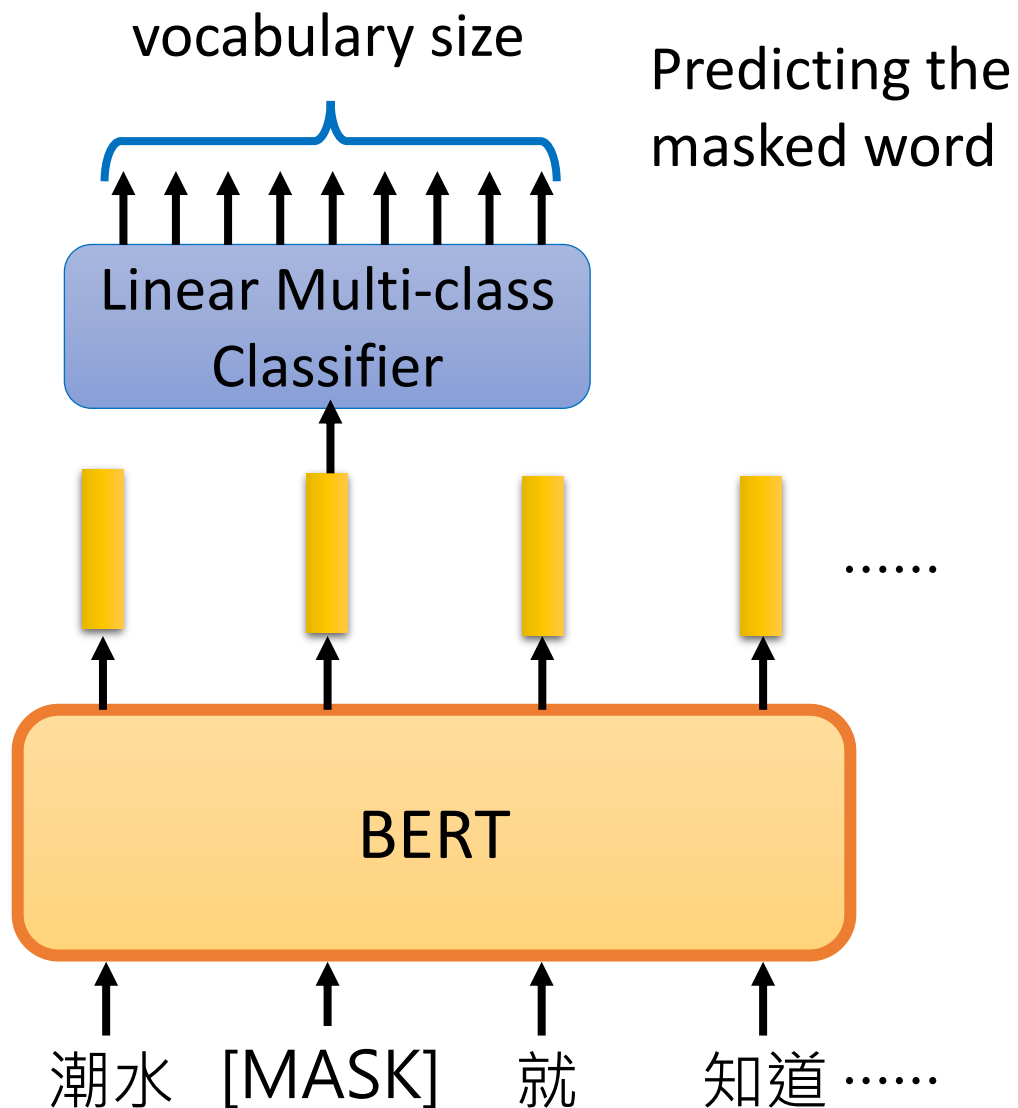 vocabulary size
Predicting the
masked word
Linear Multi-class
Classifier
……
BERT
潮水 [MASK] 就 知道 ……